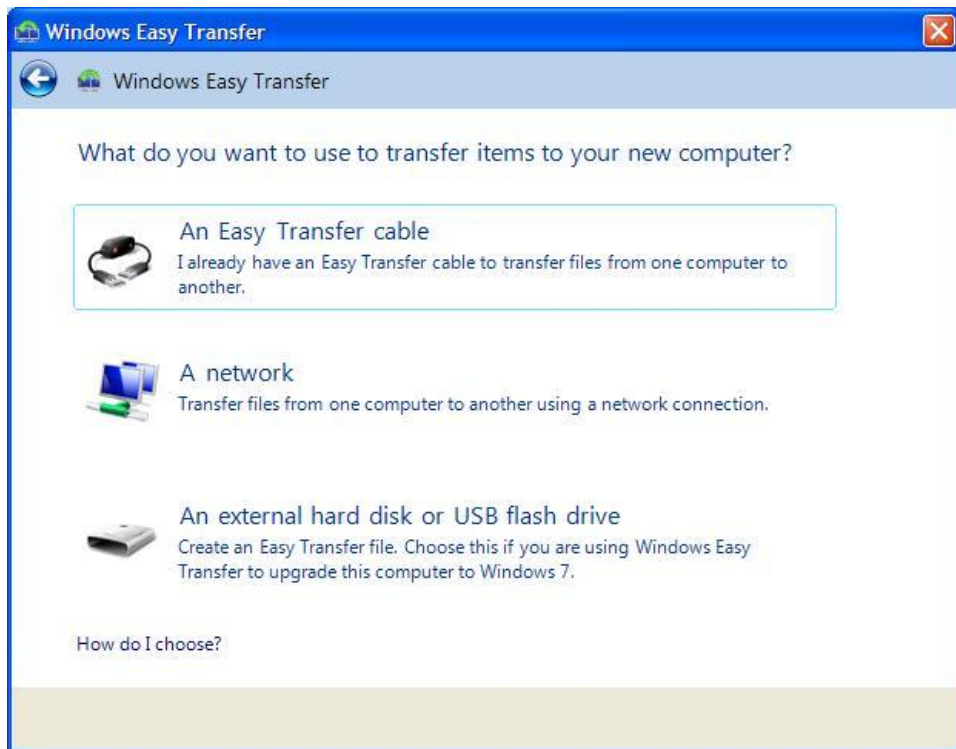 Windows Easy Transfer
Windows Easy Transfer
What do you want to use to transfer items to your new computer?
An Easy Transfer cable
I already have an Easy Transfer cable to transfer files from one computer to
another.
A network
Transfer files from one computer to another using a network connection.
An external hard disk or USB flash drive
Create an Easy Transfer file. Choose this if you are using Windows Easy
Transfer to upgrade this computer to Windows 7.
How do I choose?